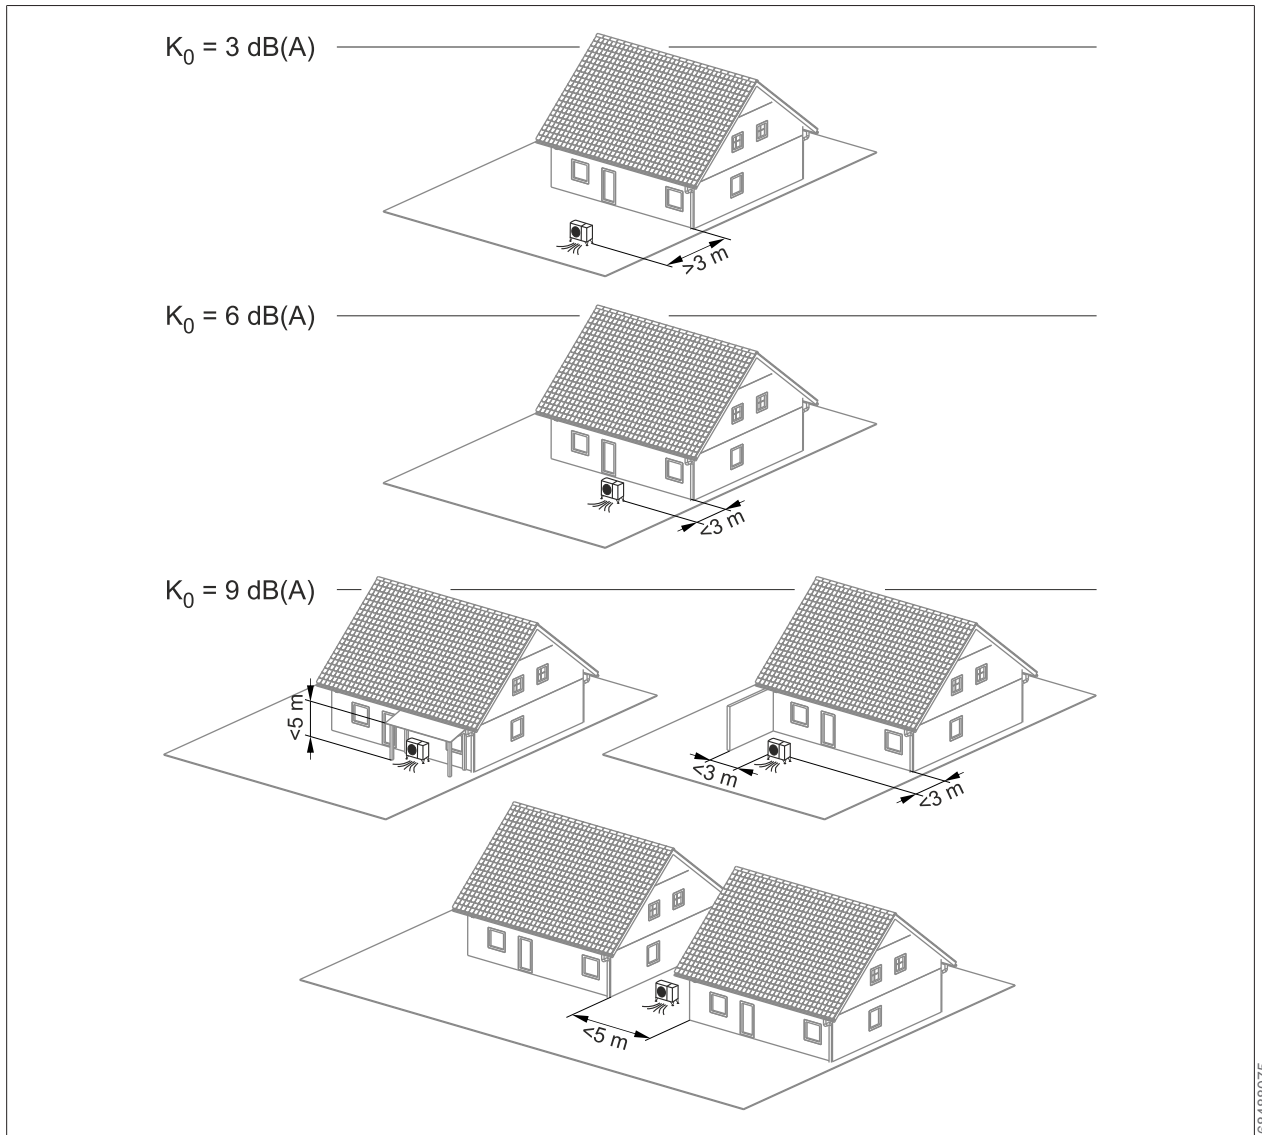 K₀ = 3 dB(A)
>3 m
K₀ = 6 dB(A)
<3 m
K₀ = 9 dB(A)
<5 m
<3 m
<3 m
<5 m